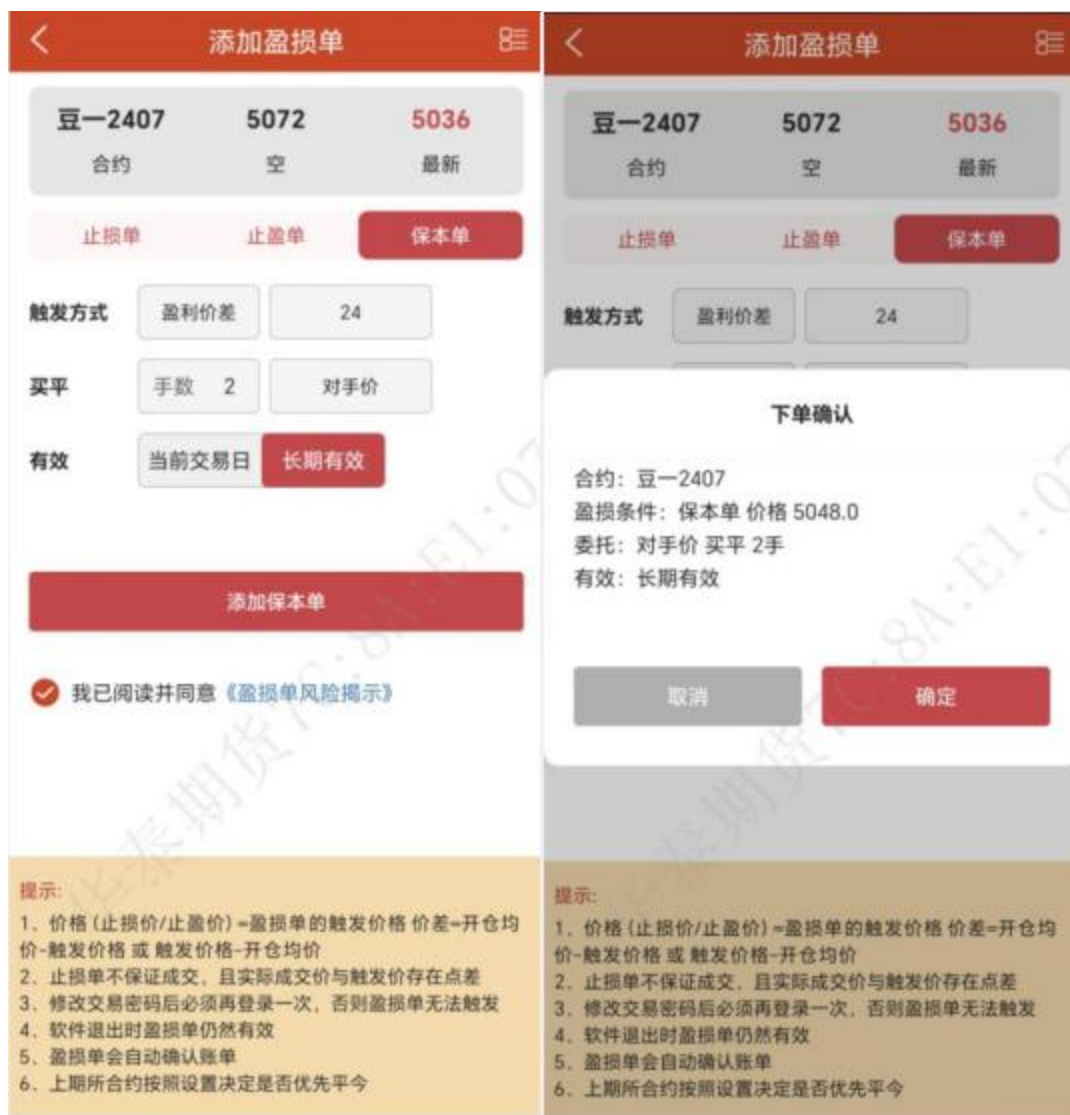 添加盈损单
豆一2407 5072 5036
合约 空 最新
止损单 止盈单 保本单
触发方式 盈利价差 24
买平 手数 2 对手价
有效 当前交易日 长期有效
添加保本单
我已阅读并同意《盈损单风险揭示》
华泰期货7C:8A:E1:07
提示:
1、价格 (止损价/止盈价) =盈损单的触发价格 价差=开仓均
价-触发价格 或 触发价格-开仓均价
2、止损单不保证成交，且实际成交价与触发价存在点差
3、修改交易密码后必须再登录一次，否则盈损单无法触发
4、软件退出时盈损单仍然有效
5、盈损单会自动确认账单
6、上期所合约按照设置决定是否优先平今
添加盈损单
豆一2407 5072 5036
合约 空 最新
止损单 止盈单 保本单
触发方式 盈利价差 24
下单确认
合约：豆一2407
盈损条件：保本单 价格 5048.0
委托：对手价 买平 2手
有效：长期有效
取消 确定
华泰期货7C:8A:E1:0
提示:
1、价格 (止损价/止盈价) =盈损单的触发价格 价差=开仓均
价-触发价格 或 触发价格-开仓均价
2、止损单不保证成交，且实际成交价与触发价存在点差
3、修改交易密码后必须再登录一次，否则盈损单无法触发
4、软件退出时盈损单仍然有效
5、盈损单会自动确认账单
6、上期所合约按照设置决定是否优先平今